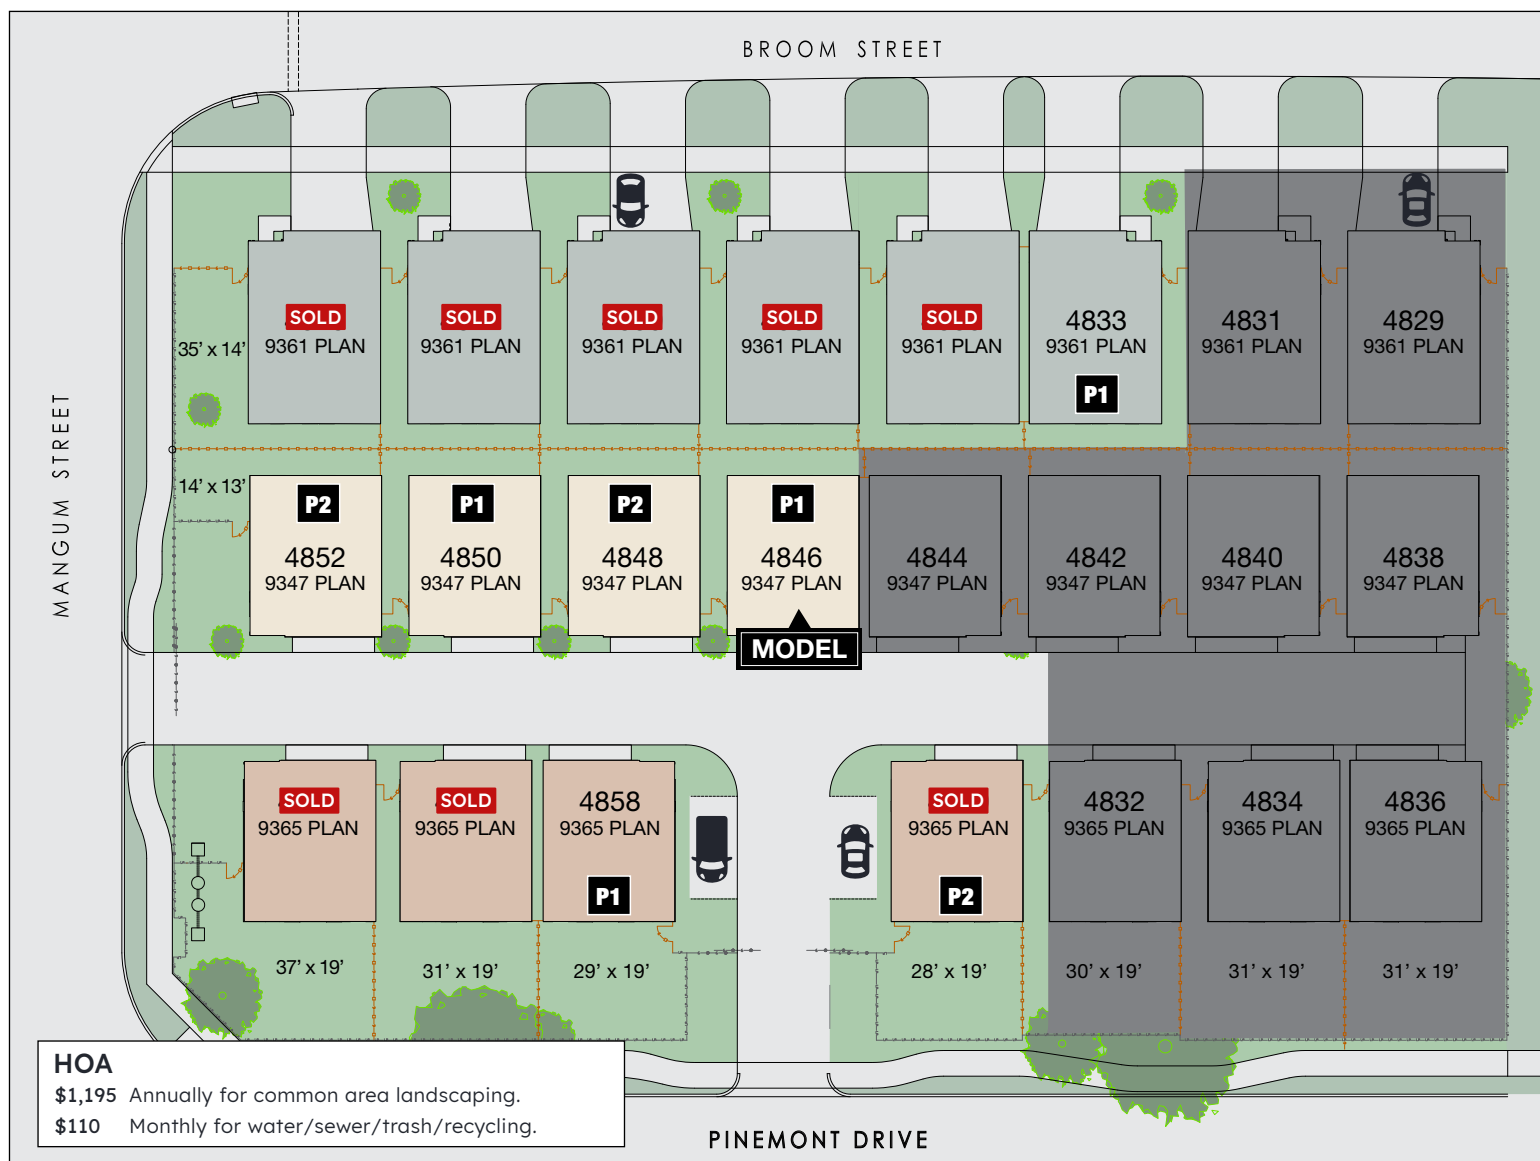 BROOM STREET
MANGUM STREET
SOLD
9361 PLAN
SOLD
9361 PLAN
SOLD
9361 PLAN
SOLD
9361 PLAN
SOLD
9361 PLAN
4833
9361 PLAN
P1
4831
9361 PLAN
4829
9361 PLAN
35’ x 14’
14’ x 13’
P2
4852
9347 PLAN
P1
4850
9347 PLAN
P2
4848
9347 PLAN
P1
4846
9347 PLAN
MODEL
4844
9347 PLAN
4842
9347 PLAN
4840
9347 PLAN
4838
9347 PLAN
SOLD
9365 PLAN
SOLD
9365 PLAN
4858
9365 PLAN
P1
SOLD
9365 PLAN
P2
4832
9365 PLAN
4834
9365 PLAN
4836
9365 PLAN
37’ x 19’
31’ x 19’
29’ x 19’
28’ x 19’
30’ x 19’
31’ x 19’
31’ x 19’
HOA
$1,195 Annually for common area landscaping.
$110 Monthly for water/sewer/trash/recycling.
PINEMONT DRIVE